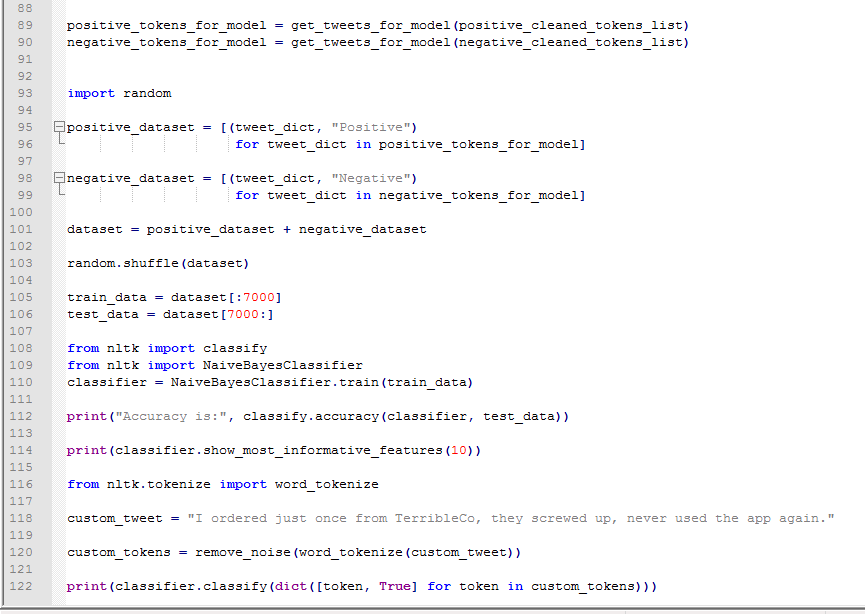 88
89 positive_tokens_for_model = get_tweets_for_model(positive_cleaned_tokens_list)
90 negative_tokens_for_model = get_tweets_for_model(negative_cleaned_tokens_list)
91
92
93 import random
94
95 positive_dataset = [(tweet_dict, "Positive")
96 for tweet_dict in positive_tokens_for_model]
97
98 negative_dataset = [(tweet_dict, "Negative")
99 for tweet_dict in negative_tokens_for_model]
100
101 dataset = positive_dataset + negative_dataset
102
103 random.shuffle(dataset)
104
105 train_data = dataset[:7000]
106 test_data = dataset[7000:]
107
108 from nltk import classify
109 from nltk import NaiveBayesClassifier
110 classifier = NaiveBayesClassifier.train(train_data)
111
112 print("Accuracy is:", classify.accuracy(classifier, test_data))
113
114 print(classifier.show_most_informative_features(10))
115
116 from nltk.tokenize import word_tokenize
117
118 custom_tweet = "I ordered just once from TerribleCo, they screwed up, never used the app again."
119
120 custom_tokens = remove_noise(word_tokenize(custom_tweet))
121
122 print(classifier.classify(dict([token, True] for token in custom_tokens)))